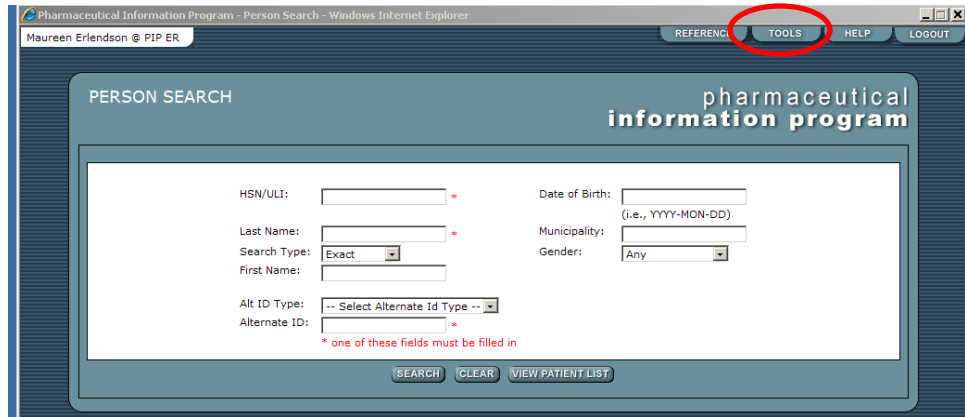 Pharmaceutical Information Program - Person Search - Windows Internet Explorer
Maureen Erlendson @ PIP ER
REFERENCE TOOLS HELP LOGOUT
PERSON SEARCH
pharmaceutical
information program
HSN/ULI: * Date of Birth:
(i.e., YYYY-MON-DD)
Last Name: * Municipality:
Search Type: Exact Gender: Any
First Name:
Alt ID Type: -- Select Alternate Id Type --
Alternate ID: *
* one of these fields must be filled in
SEARCH CLEAR VIEW PATIENT LIST